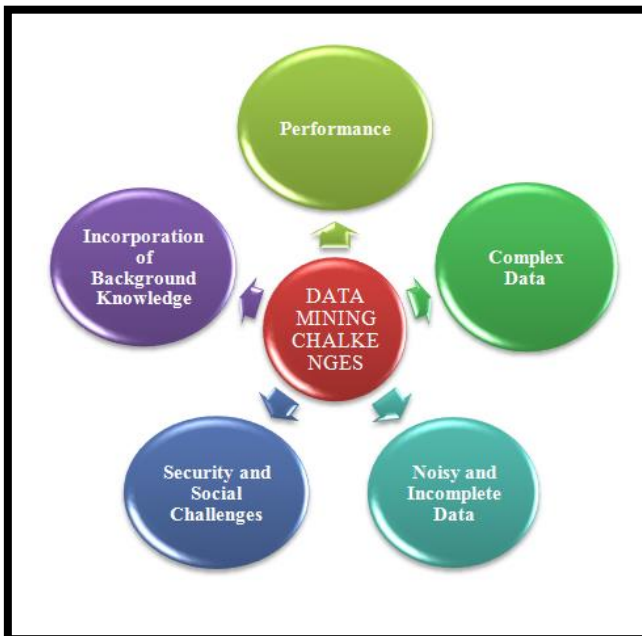 Performance
Incorporation
of
Background
Knowledge
Complex
Data
DATA
MINING
CHALKE
NGES
Security and
Social
Challenges
Noisy and
Incomplete
Data